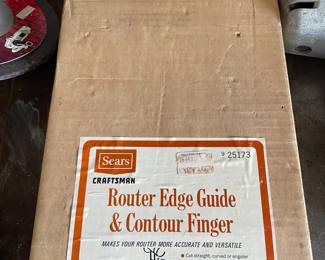 Sears
9 25173
CRAFTSMAN
Router Edge Guide
& Contour Finger
MAKES YOUR ROUTER MORE ACCURATE AND VERSATILE
• Cut straight, curved or angular